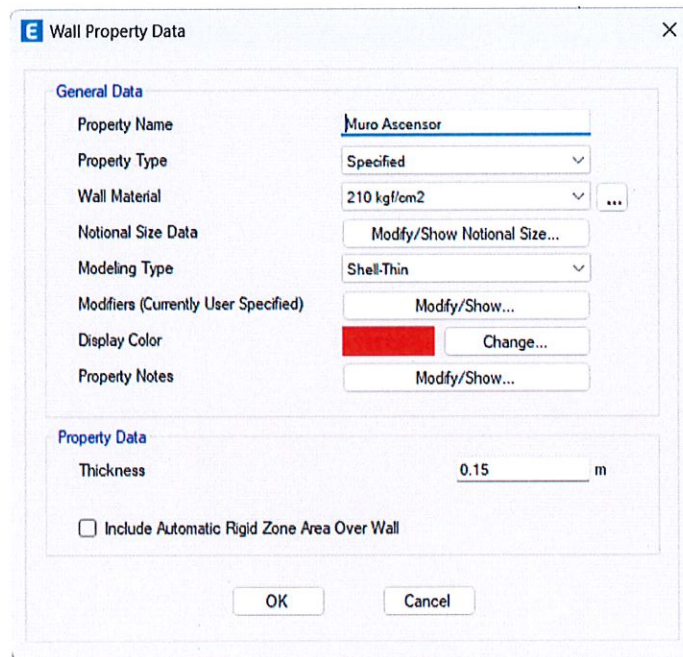 E Wall Property Data
General Data
Property Name Muro Ascensor
Property Type Specified
Wall Material 210 kgf/cm2 ...
Notional Size Data Modify/Show Notional Size...
Modeling Type Shell-Thin
Modifiers (Currently User Specified) Modify/Show...
Display Color Change...
Property Notes Modify/Show...
Property Data
Thickness 0.15 m
Include Automatic Rigid Zone Area Over Wall
OK Cancel